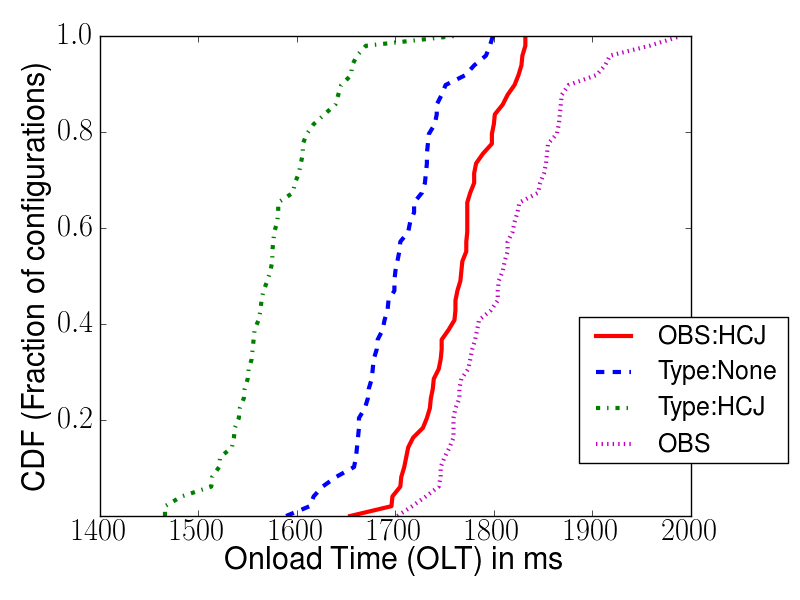 1.0
0.8
0.6
0.4
0.2
CDF (Fraction of configurations)
1400 1500 1600 1700 1800 1900 2000
Onload Time (OLT) in ms
OBS:HCJ
Type:None
Type:HCJ
OBS